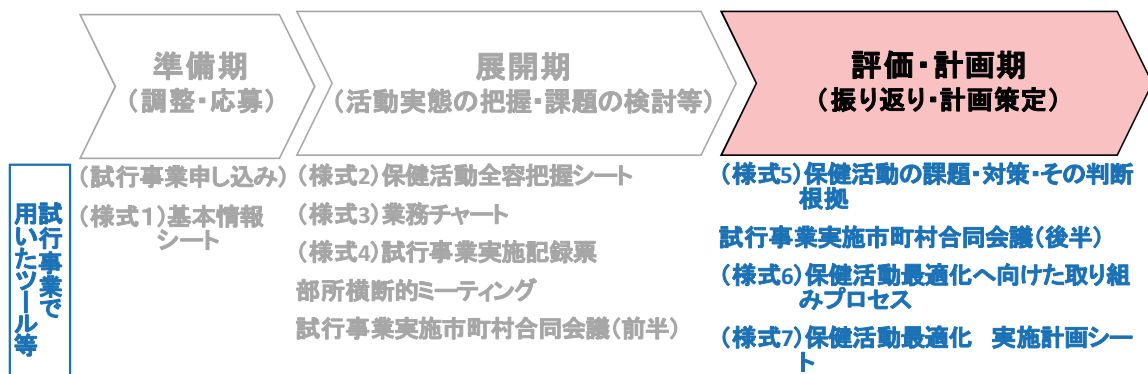 準備期
(調整・応募)
展開期
(活動実態の把握・課題の検討等)
評価・計画期
(振り返り・計画策定)
試行事業で
用いたツール等
(試行事業申し込み)
(様式1)基本情報
シート
(様式2)保健活動全容把握シート
(様式3)業務チャート
(様式4)試行事業実施記録票
部所横断的ミーティング
試行事業実施市町村合同会議(前半)
(様式5)保健活動の課題・対策・その判断
根拠
試行事業実施市町村合同会議(後半)
(様式6)保健活動最適化へ向けた取り組
みプロセス
(様式7)保健活動最適化　実施計画シー
ト